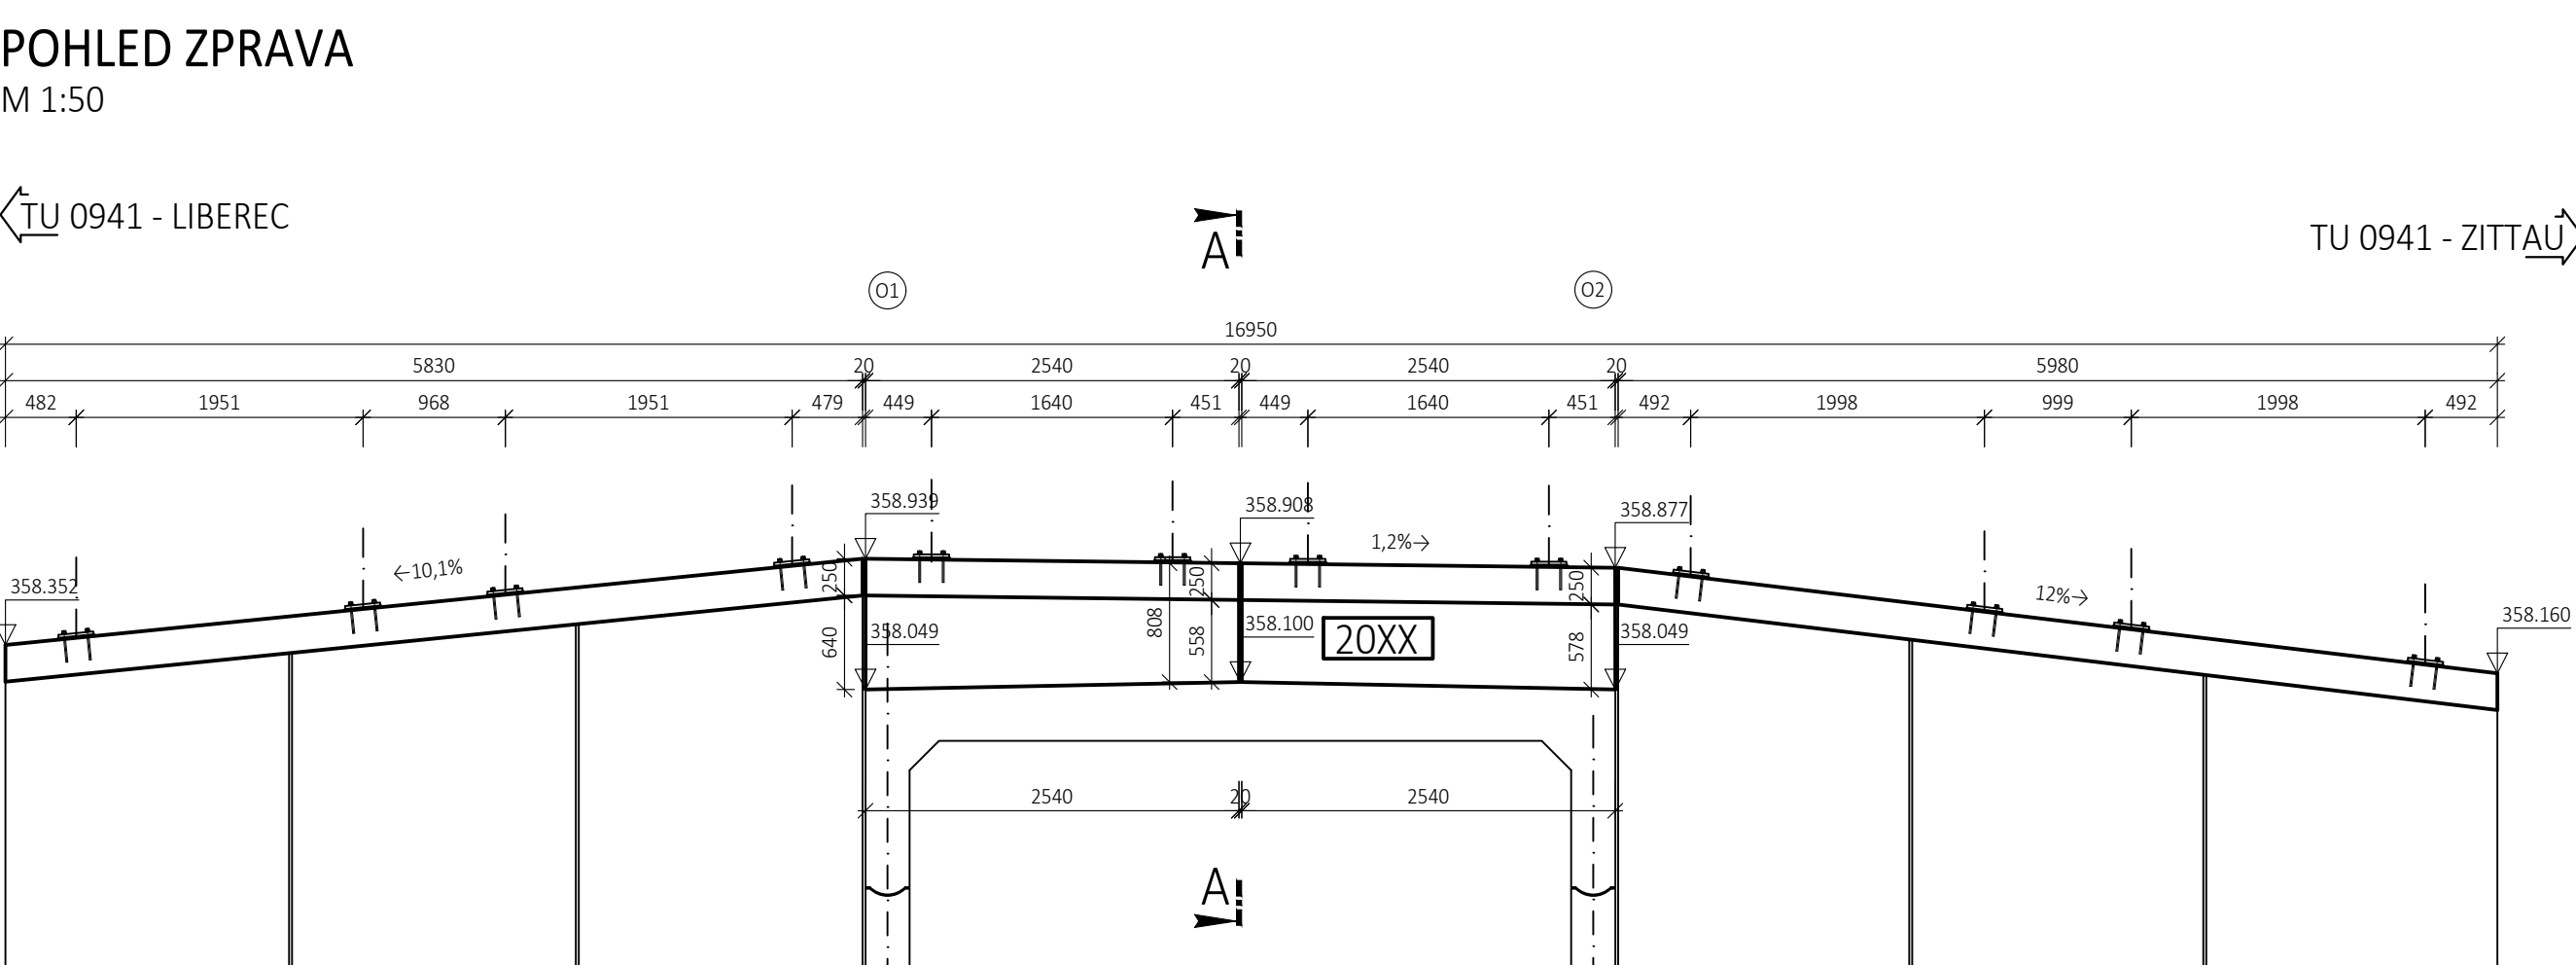 POHLED ZPRAVA
M 1:50
TU 0941 - LIBEREC
A
TU 0941 - ZITTAU
O1
O2
16950
5830 20 2540 20 2540 20 5980
482 1951 968 1951 479 449 1640 451 449 1640 451 492 1998 999 1998 492
358.939 358.908 358.877
1,2%→
←10,1%
358.352
250
250
250
12%→
358.160
640
358.049
808
558
358.100
20XX
578
358.049
2540 20 2540
A